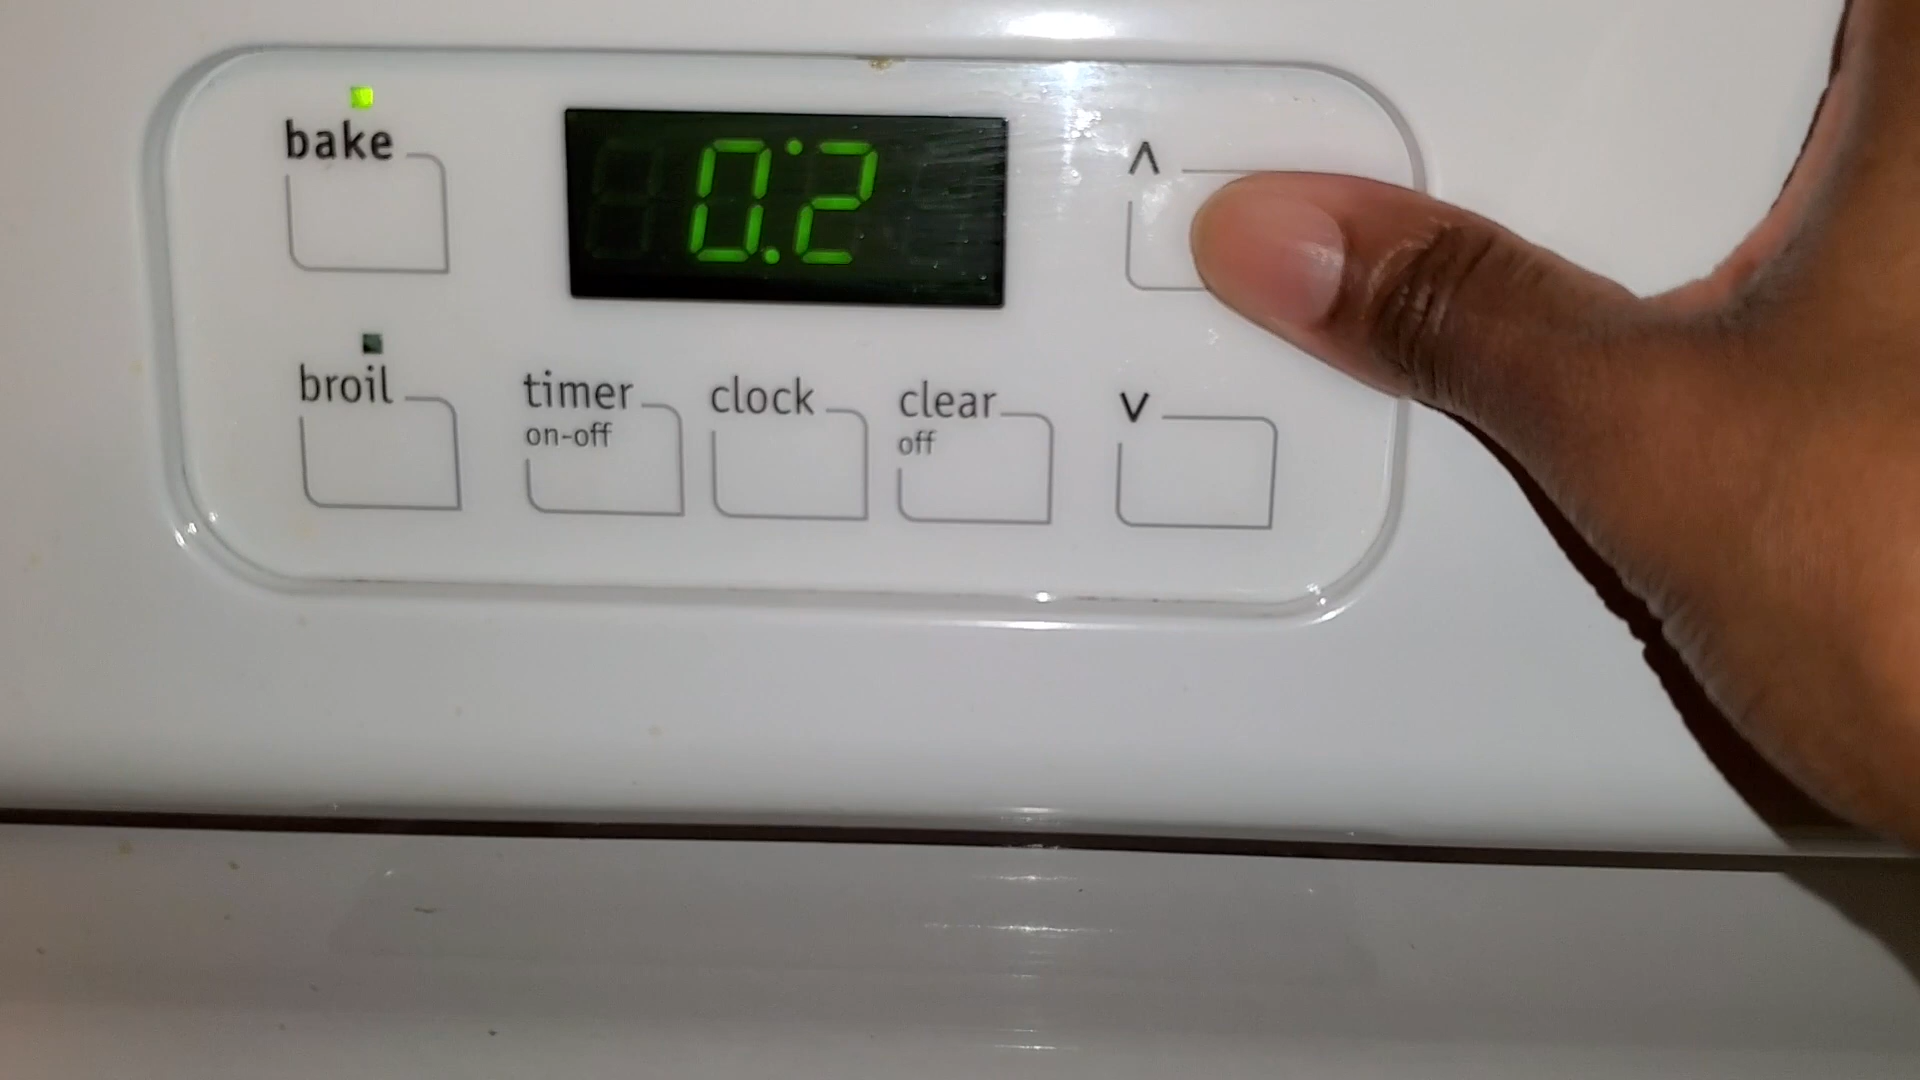 bake
0:2
^
broil
timer
on-off
clock
clear
off
v